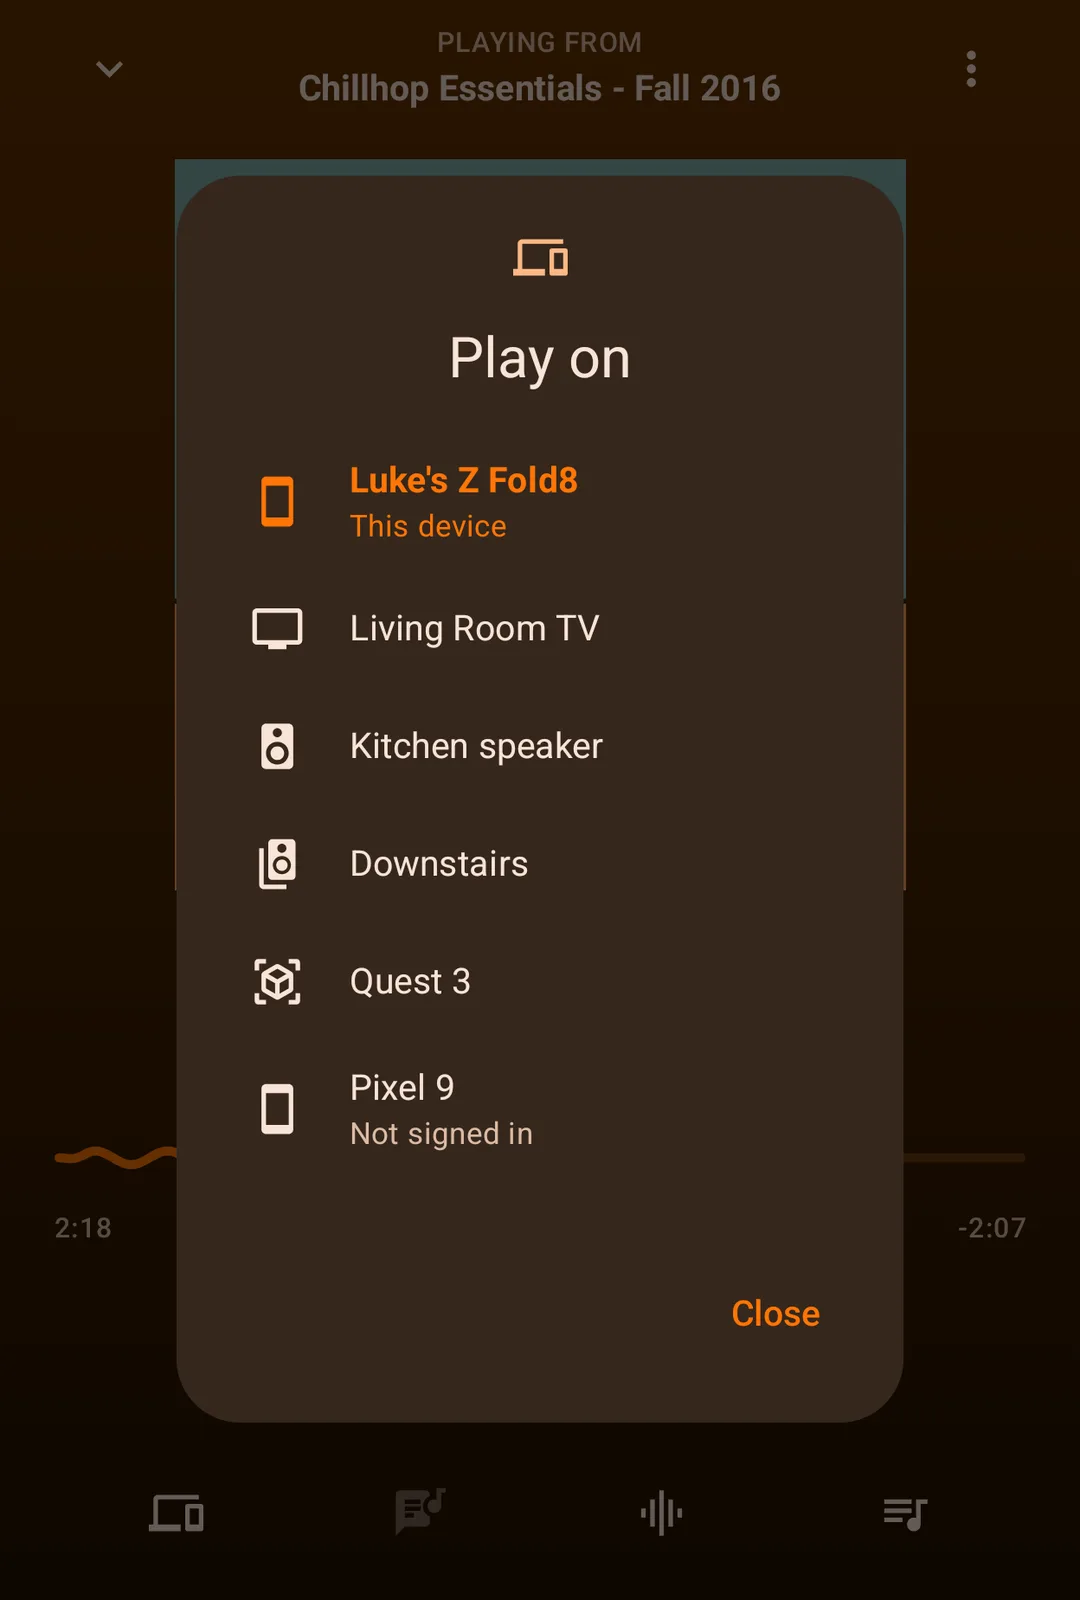 PLAYING FROM
Chillhop Essentials - Fall 2016
Play on
Luke's Z Fold8
This device
Living Room TV
Kitchen speaker
Downstairs
Quest 3
Pixel 9
Not signed in
2:18
-2:07
Close